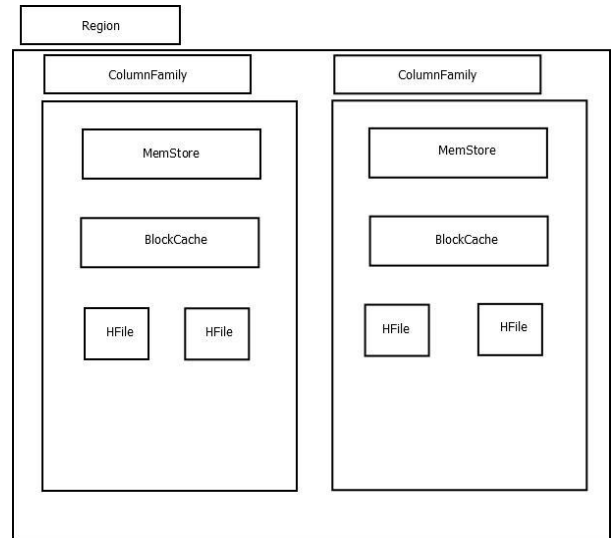 Region
ColumnFamily
ColumnFamily
MemStore
MemStore
BlockCache
BlockCache
HFile
HFile
HFile
HFile